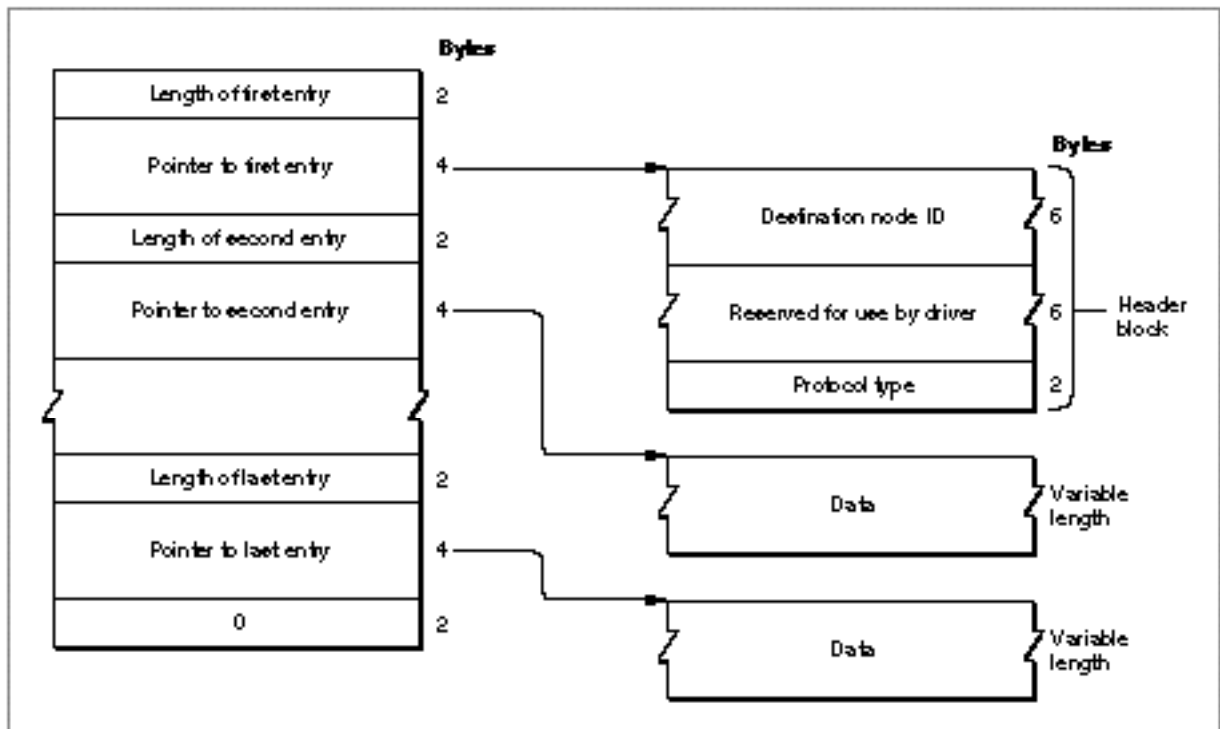 Bytes
Length of first entry
2
Pointer to first entry
4
Length of second entry
2
Pointer to second entry
4
Length of last entry
2
Pointer to last entry
4
0
2
Bytes
Destination node ID
6
Reserved for use by driver
6
Protocol type
2
Header
block
Data
Variable
length
Data
Variable
length